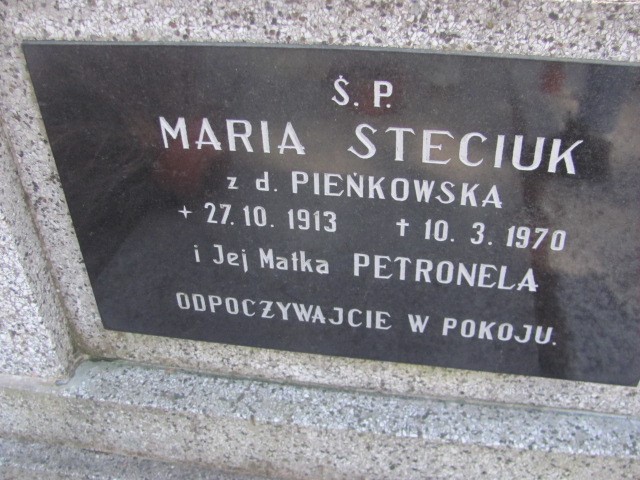 Ś. P.
MARIA STECIUK
z d. PIEŃKOWSKA
+ 27. 10. 1913 † 10. 3. 1970
i Jej Matka PETRONELA
ODPOCZYWAJCIE W POKOJU.